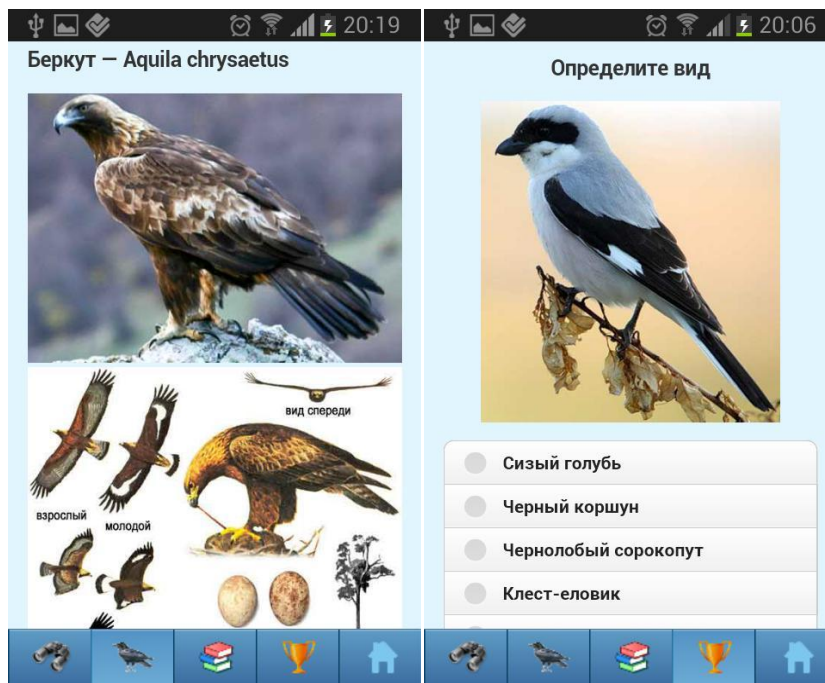 20:19
Беркут — Aquila chrysaetus
вид спереди
взрослый
молодой
20:06
Определите вид
Сизый голубь
Черный коршун
Чернолобый сорокопут
Клест-еловик